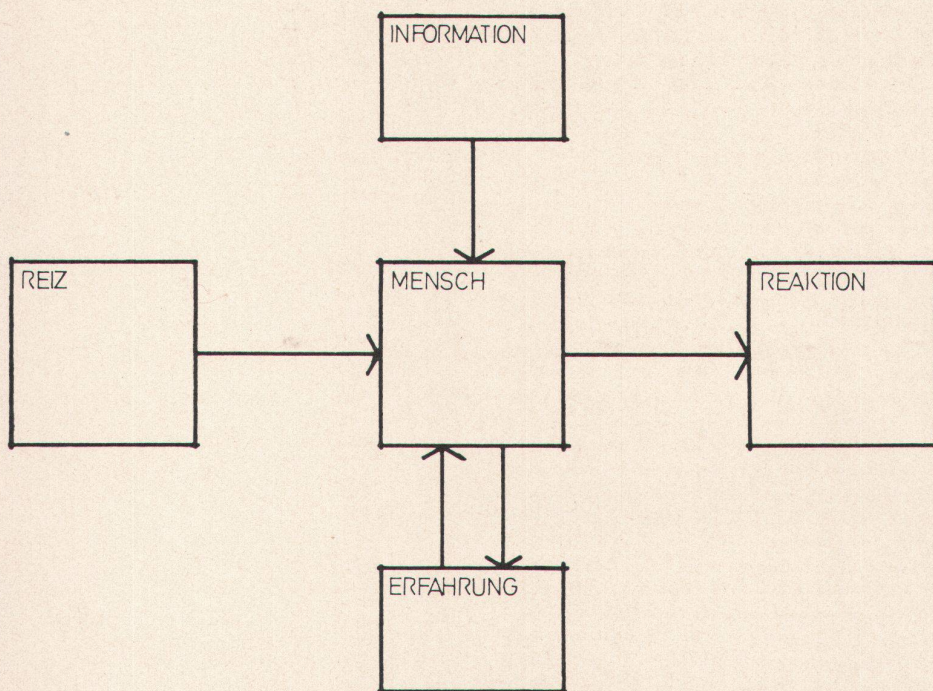 INFORMATION
REIZ
MENSCH
REAKTION
ERFAHRUNG